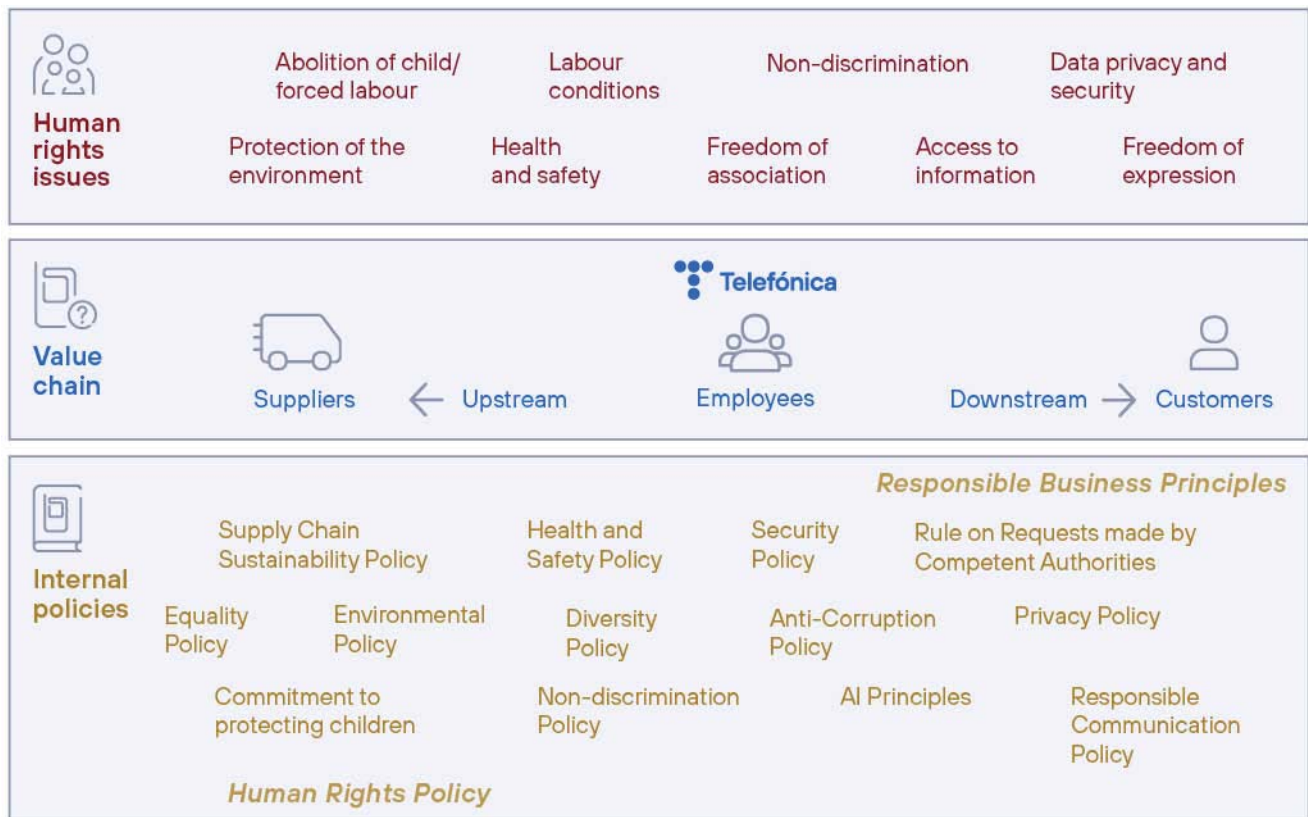 Human
rights
issues
Abolition of child/
forced labour
Labour
conditions
Non-discrimination
Data privacy and
security
Protection of the
environment
Health
and safety
Freedom of
association
Access to
information
Freedom of
expression
Value
chain
Telefónica
Suppliers
Upstream
Employees
Downstream
Customers
?
Internal
policies
Responsible Business Principles
Supply Chain
Sustainability Policy
Health and
Safety Policy
Security
Policy
Rule on Requests made by
Competent Authorities
Equality
Policy
Environmental
Policy
Diversity
Policy
Anti-Corruption
Policy
Privacy Policy
Commitment to
protecting children
Non-discrimination
Policy
AI Principles
Responsible
Communication
Policy
Human Rights Policy